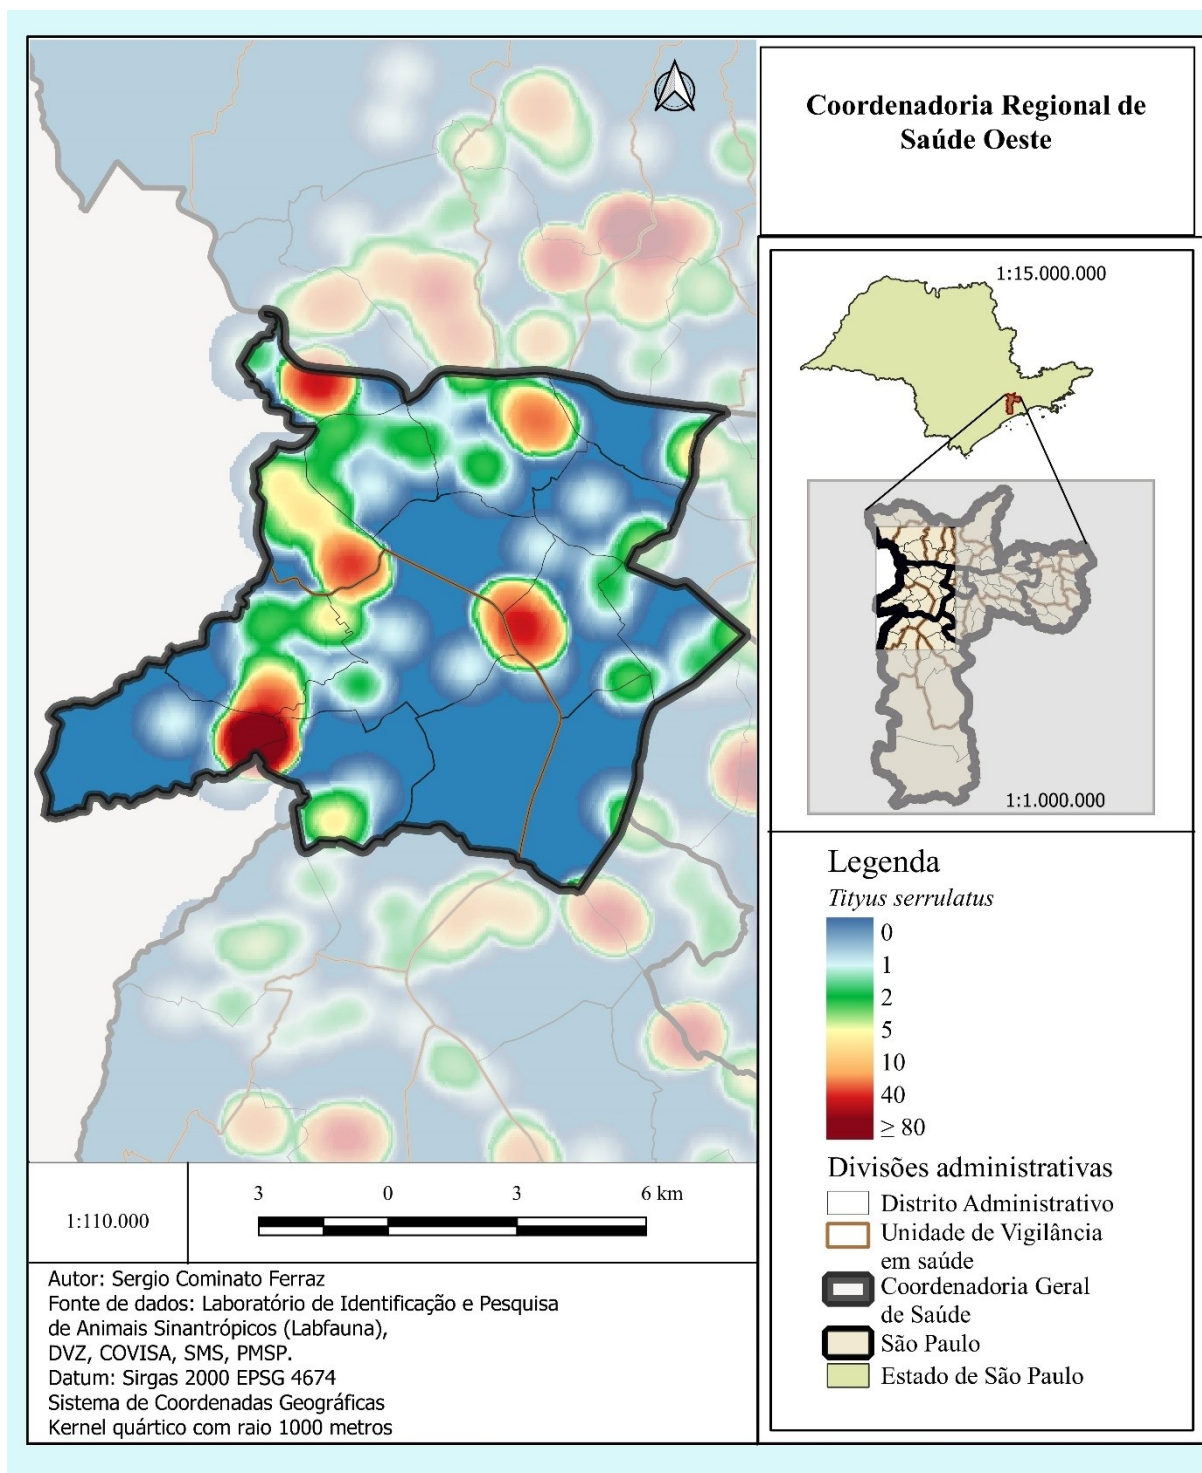 Coordenadoria Regional de
Saúde Oeste
1:15.000.000
1:1.000.000
Legenda
Tityus serrulatus
0
1
2
5
10
40
≥ 80
Divisões administrativas
Distrito Administrativo
Unidade de Vigilância
em saúde
Coordenadoria Geral
de Saúde
São Paulo
Estado de São Paulo
1:110.000
3 0 3 6 km
Autor: Sergio Cominato Ferraz
Fonte de dados: Laboratório de Identificação e Pesquisa
de Animais Sinantrópicos (Labfauna),
DVZ, COVISA, SMS, PMSP.
Datum: Sirgas 2000 EPSG 4674
Sistema de Coordenadas Geográficas
Kernel quártico com raio 1000 metros